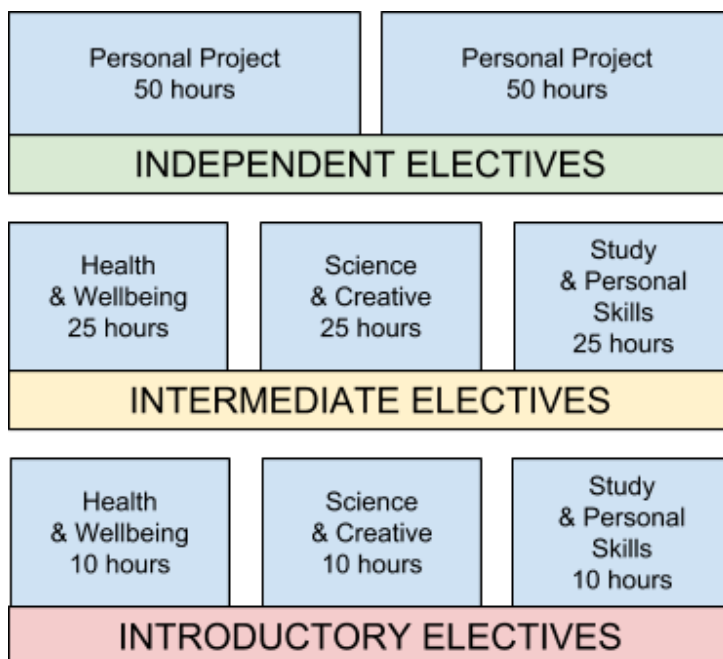 Personal Project
50 hours
Personal Project
50 hours
INDEPENDENT ELECTIVES
Health
& Wellbeing
25 hours
Science
& Creative
25 hours
Study
& Personal
Skills
25 hours
INTERMEDIATE ELECTIVES
Health
& Wellbeing
10 hours
Science
& Creative
10 hours
Study
& Personal
Skills
10 hours
INTRODUCTORY ELECTIVES